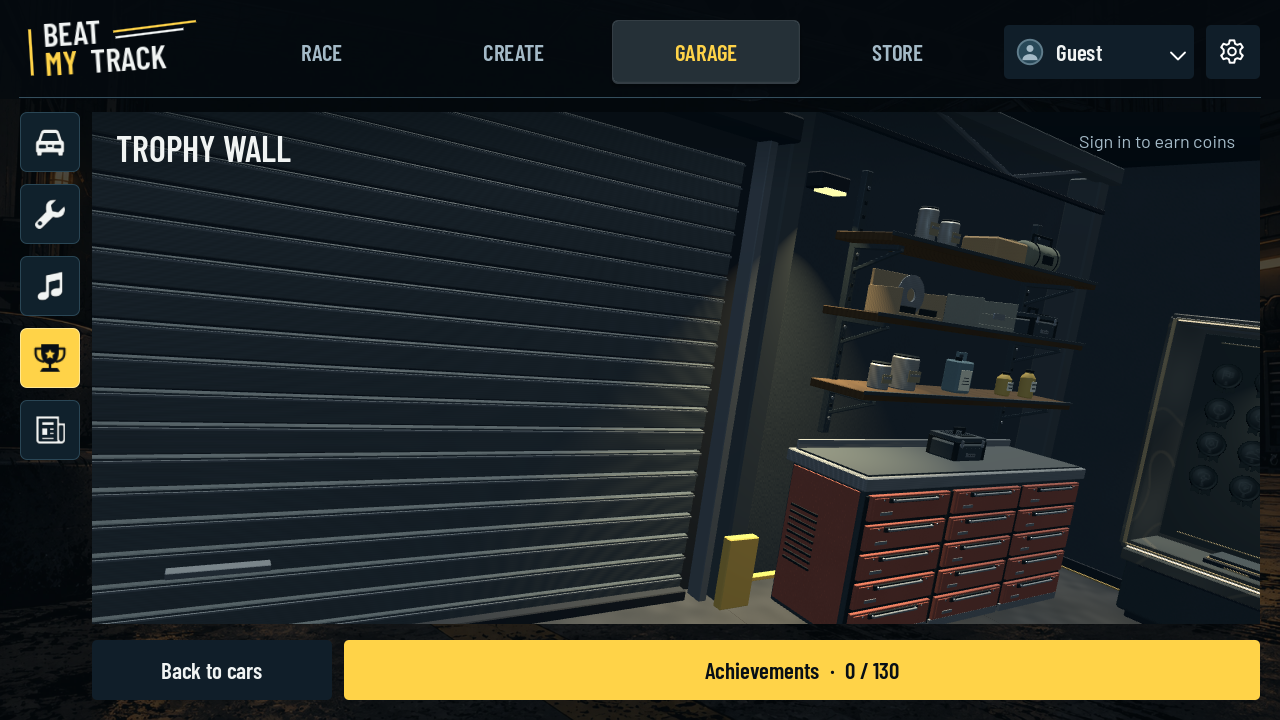 BEAT
MY TRACK
RACE
CREATE
GARAGE
STORE
Guest
TROPHY WALL
Sign in to earn coins
Back to cars
Achievements · 0 / 130